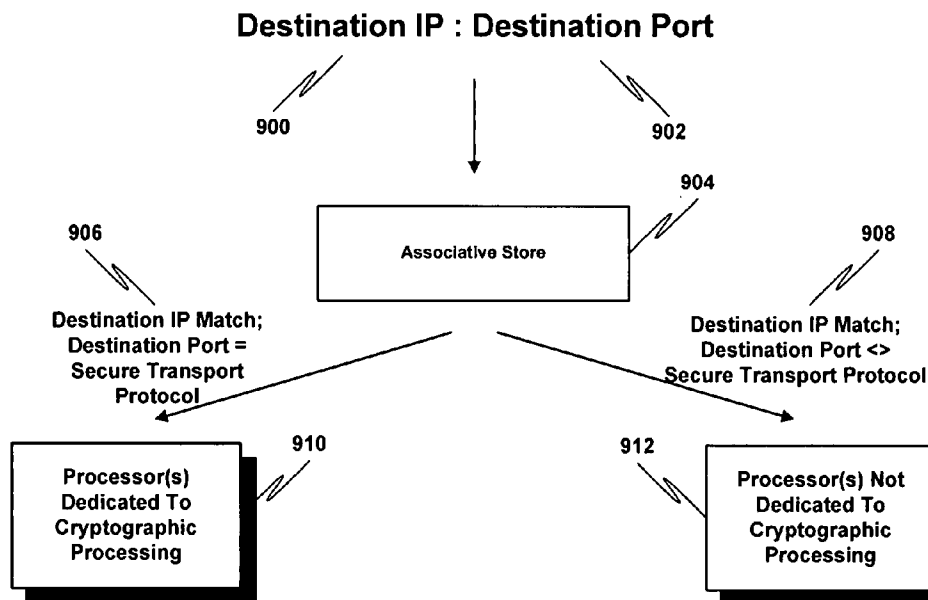 Destination IP : Destination Port
900
902
904
Associative Store
906
908
Destination IP Match;
Destination Port =
Secure Transport
Protocol
Destination IP Match;
Destination Port <>
Secure Transport Protocol
910
912
Processor(s)
Dedicated To
Cryptographic
Processing
Processor(s) Not
Dedicated To
Cryptographic
Processing